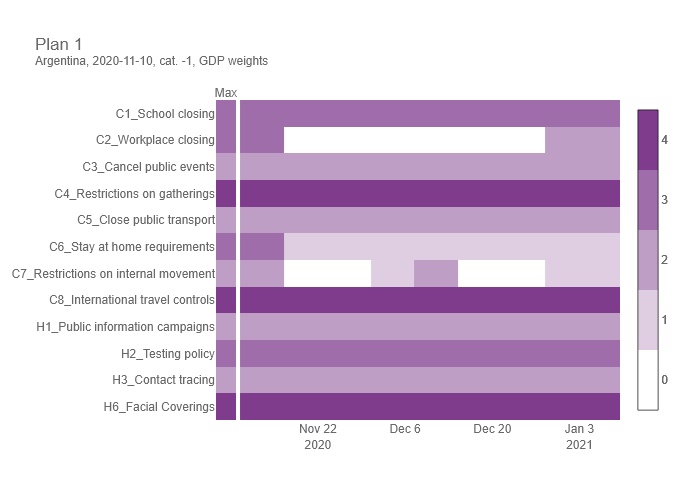 Plan 1
Argentina, 2020-11-10, cat. -1, GDP weights
Max
C1_School closing
C2_Workplace closing
C3_Cancel public events
C4_Restrictions on gatherings
C5_Close public transport
C6_Stay at home requirements
C7_Restrictions on internal movement
C8_International travel controls
H1_Public information campaigns
H2_Testing policy
H3_Contact tracing
H6_Facial Coverings
Nov 22 Dec 6 Dec 20 Jan 3
2020 2021
4
3
2
1
0